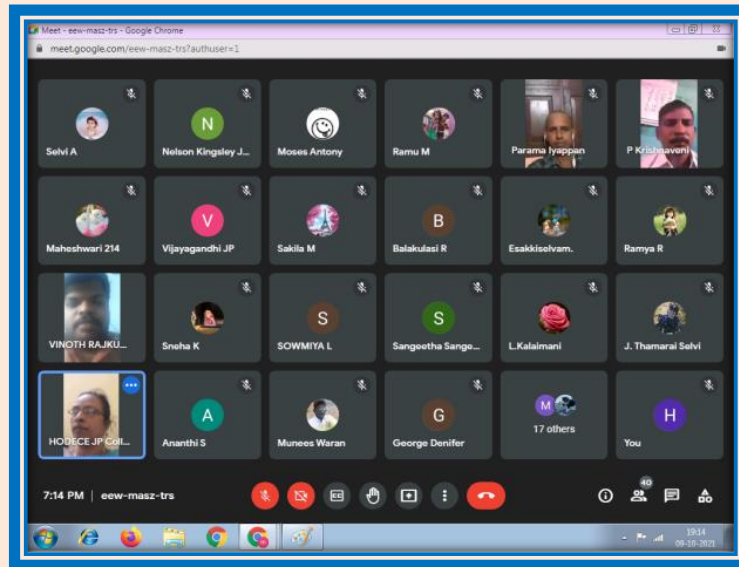 Meet - eew-masz-trs - Google Chrome
meet.google.com/eew-masz-trs?authuser=1
Selvi A
N
Nelson Kingsley J...
Moses Antony
Ramu M
Parama Iyappan
P Krishnaveni
Maheshwari 214
V
Vijayagandhi JP
Sakila M
B
Balakulasi R
Esakkiselvam.
Ramya R
VINOTH RAJKU...
Sneha K
S
SOWMIYA L
S
Sangeetha Sange...
L.Kalaimani
J. Thamarai Selvi
HODECE JP Coll...
A
Ananthi S
Munees Waran
G
George Denifer
M
17 others
H
You
7:14 PM | eew-masz-trs
CC
40
19:14